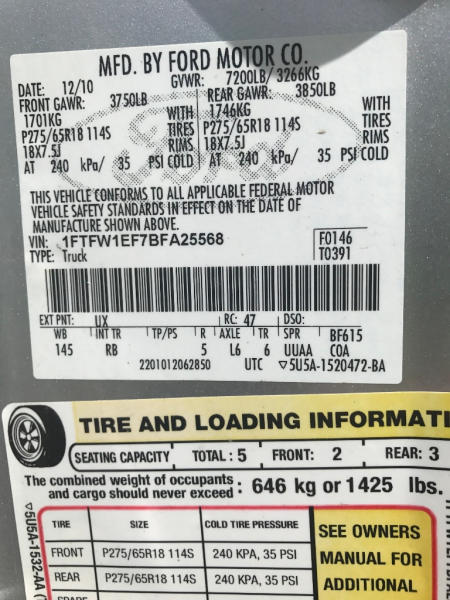 MFD. BY FORD MOTOR CO.
DATE: 12/10 GVWR: 7200LB/ 3266KG
FRONT GAWR: 3750LB REAR GAWR: 3850LB
1701KG WITH 1746KG WITH
P275/65R18 114S TIRES P275/65R18 114S TIRES
18X7.5J RIMS 18X7.5J RIMS
AT 240 kPa/ 35 PSI COLD AT 240 kPa/ 35 PSI COLD
Ford
THIS VEHICLE CONFORMS TO ALL APPLICABLE FEDERAL MOTOR
VEHICLE SAFETY STANDARDS IN EFFECT ON THE DATE OF
MANUFACTURE SHOWN ABOVE.
VIN: 1FTFW1EF7BFA25568 F0146
TYPE: Truck T0391
EXT PNT: UX RC: 47 DSO:
WB INT TR TP/PS R AXLE TR SPR BF615
145 RB 5 L6 6 UUAA COA
2201012062850 UTC ▽5U5A-1520472-BA
TIRE AND LOADING INFORMATI
SEATING CAPACITY TOTAL : 5 FRONT: 2 REAR: 3
The combined weight of occupants
and cargo should never exceed : 646 kg or 1425 lbs.
▽5U5A-1532-AA
TIRE SIZE COLD TIRE PRESSURE
FRONT P275/65R18 114S 240 KPA, 35 PSI
REAR P275/65R18 114S 240 KPA, 35 PSI
SEE OWNERS
MANUAL FOR
ADDITIONAL